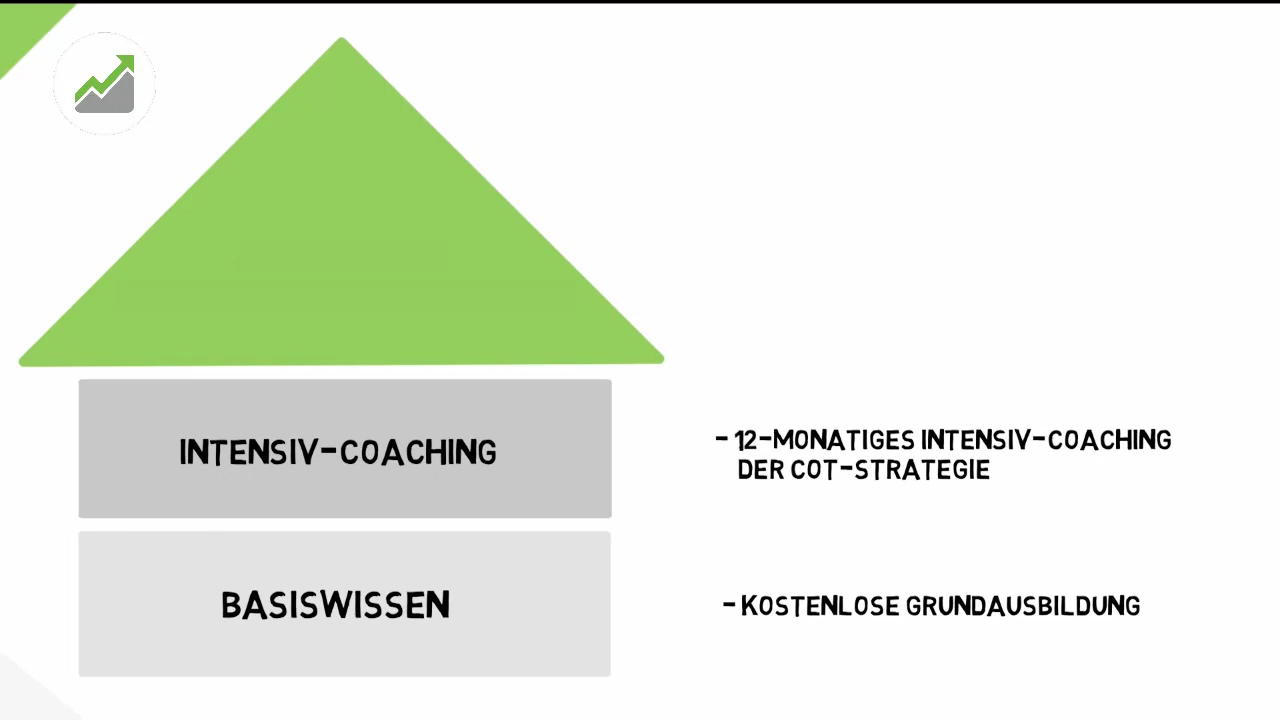 INTENSIV-COACHING
- 12-MONATIGES INTENSIV-COACHING
DER COT-STRATEGIE
BASISWISSEN
- KOSTENLOSE GRUNDAUSBILDUNG